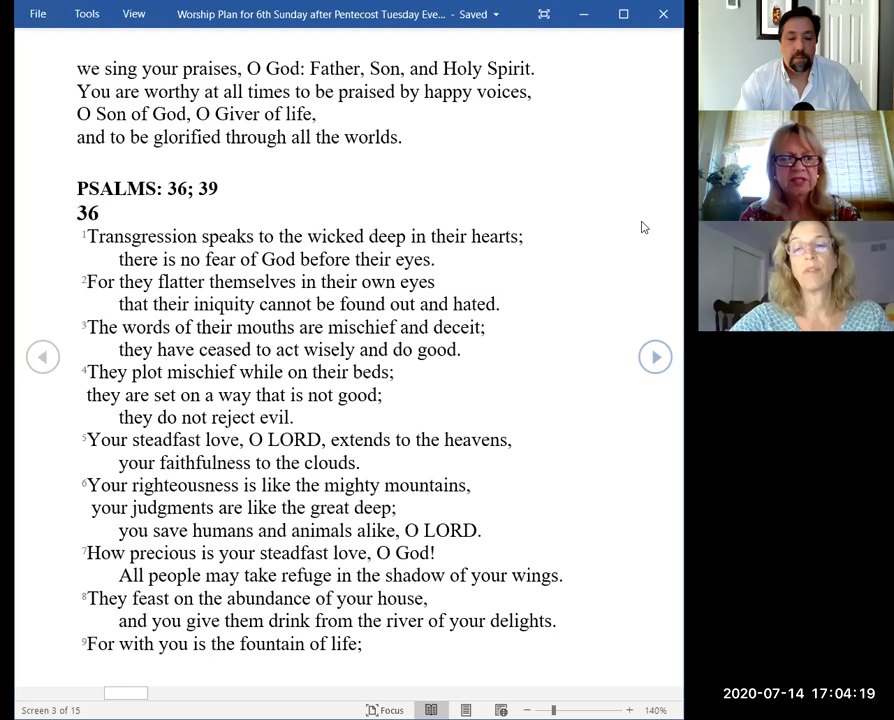 File Tools View Worship Plan for 6th Sunday after Pentecost Tuesday Eve... - Saved
we sing your praises, O God: Father, Son, and Holy Spirit.
You are worthy at all times to be praised by happy voices,
O Son of God, O Giver of life,
and to be glorified through all the worlds.
PSALMS: 36; 39
36
1Transgression speaks to the wicked deep in their hearts;
there is no fear of God before their eyes.
2For they flatter themselves in their own eyes
that their iniquity cannot be found out and hated.
3The words of their mouths are mischief and deceit;
they have ceased to act wisely and do good.
4They plot mischief while on their beds;
they are set on a way that is not good;
they do not reject evil.
5Your steadfast love, O LORD, extends to the heavens,
your faithfulness to the clouds.
6Your righteousness is like the mighty mountains,
your judgments are like the great deep;
you save humans and animals alike, O LORD.
7How precious is your steadfast love, O God!
All people may take refuge in the shadow of your wings.
8They feast on the abundance of your house,
and you give them drink from the river of your delights.
9For with you is the fountain of life;
Screen 3 of 15 Focus 140%
2020-07-14 17:04:19